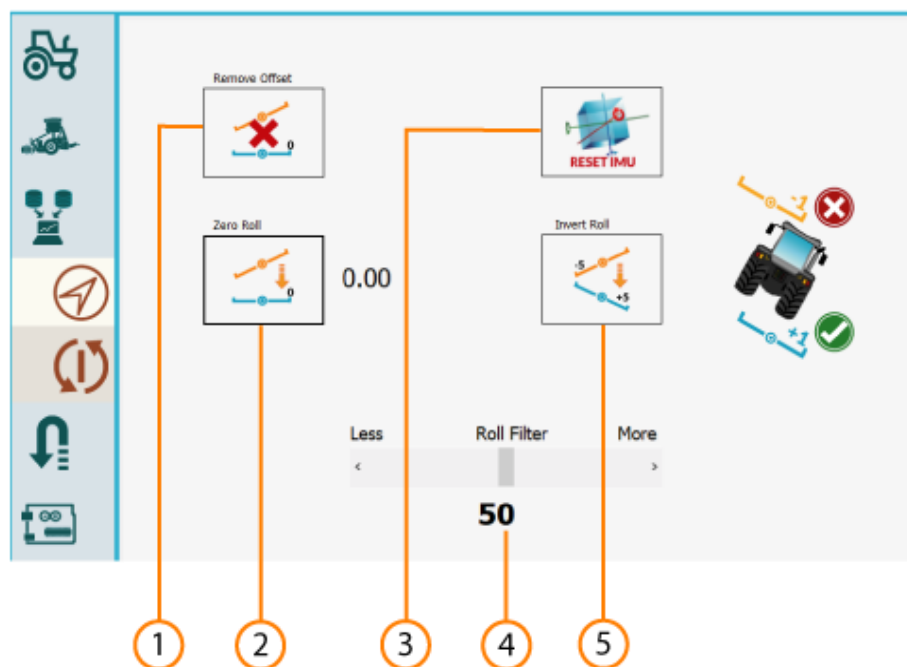 Remove Offset
0
RESET IMU
-1
Zero Roll
0
0.00
Invert Roll
-5
+5
+1
Less Roll Filter More
< >
50
1 2 3 4 5